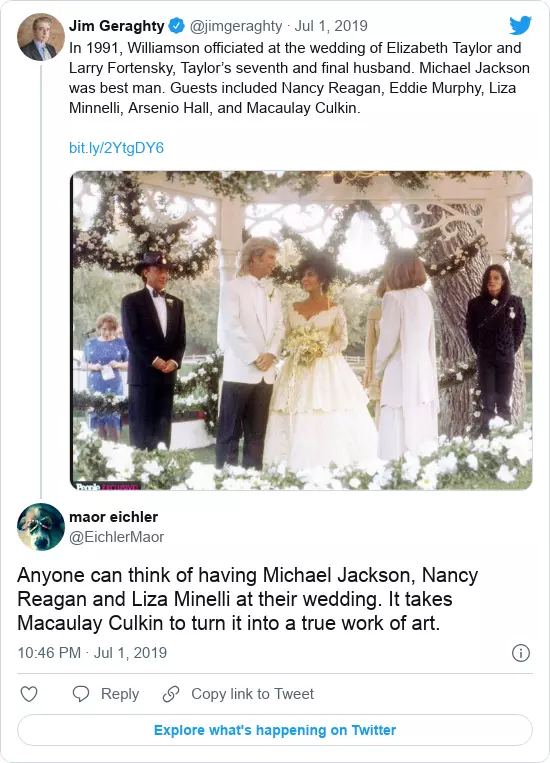 Jim Geraghty @jimgeraghty · Jul 1, 2019
In 1991, Williamson officiated at the wedding of Elizabeth Taylor and
Larry Fortensky, Taylor's seventh and final husband. Michael Jackson
was best man. Guests included Nancy Reagan, Eddie Murphy, Liza
Minnelli, Arsenio Hall, and Macaulay Culkin.
bit.ly/2YtgDY6
People EXCLUSIVE
maor eichler
@EichlerMaor
Anyone can think of having Michael Jackson, Nancy
Reagan and Liza Minelli at their wedding. It takes
Macaulay Culkin to turn it into a true work of art.
10:46 PM · Jul 1, 2019
Reply Copy link to Tweet
Explore what's happening on Twitter